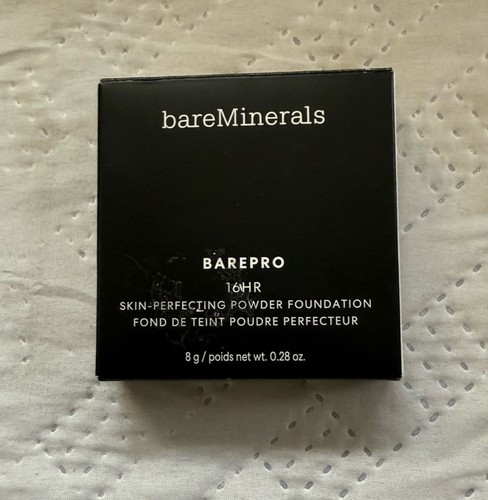 bareMinerals
BAREPRO
16HR
SKIN-PERFECTING POWDER FOUNDATION
FOND DE TEINT POUDRE PERFECTEUR
8 g / poids net wt. 0.28 oz.